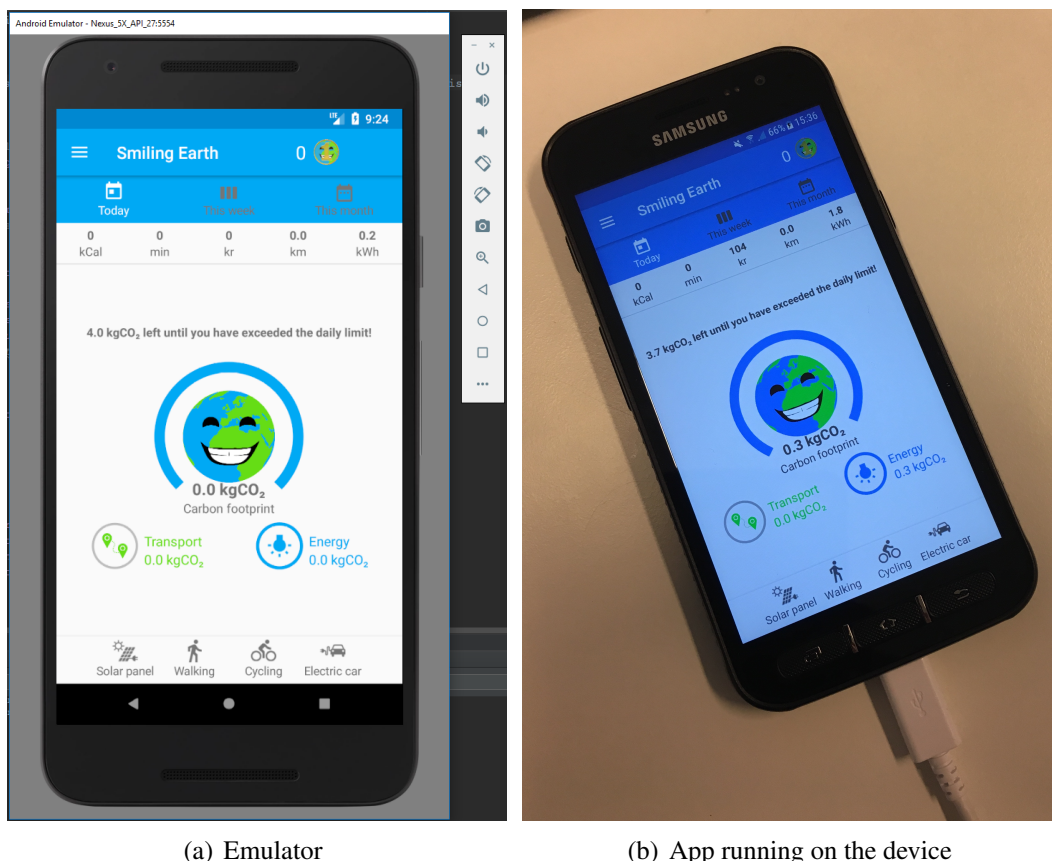 Android Emulator - Nexus_5X_API_27:5554
LTE 9:24
Smiling Earth 0
Today This week This month
0 0 0 0.0 0.2
kCal min kr km kWh
4.0 kgCO₂ left until you have exceeded the daily limit!
0.0 kgCO₂
Carbon footprint
Transport Energy
0.0 kgCO₂ 0.0 kgCO₂
Solar panel Walking Cycling Electric car
is
(a) Emulator
SAMSUNG
66% 15:36
Smiling Earth 0
Today This week This month
0 0 104 0.0 1.8
kCal min kr km kWh
3.7 kgCO₂ left until you have exceeded the daily limit!
0.3 kgCO₂
Carbon footprint
Transport Energy
0.0 kgCO₂ 0.3 kgCO₂
Solar panel Walking Cycling Electric car
(b) App running on the device